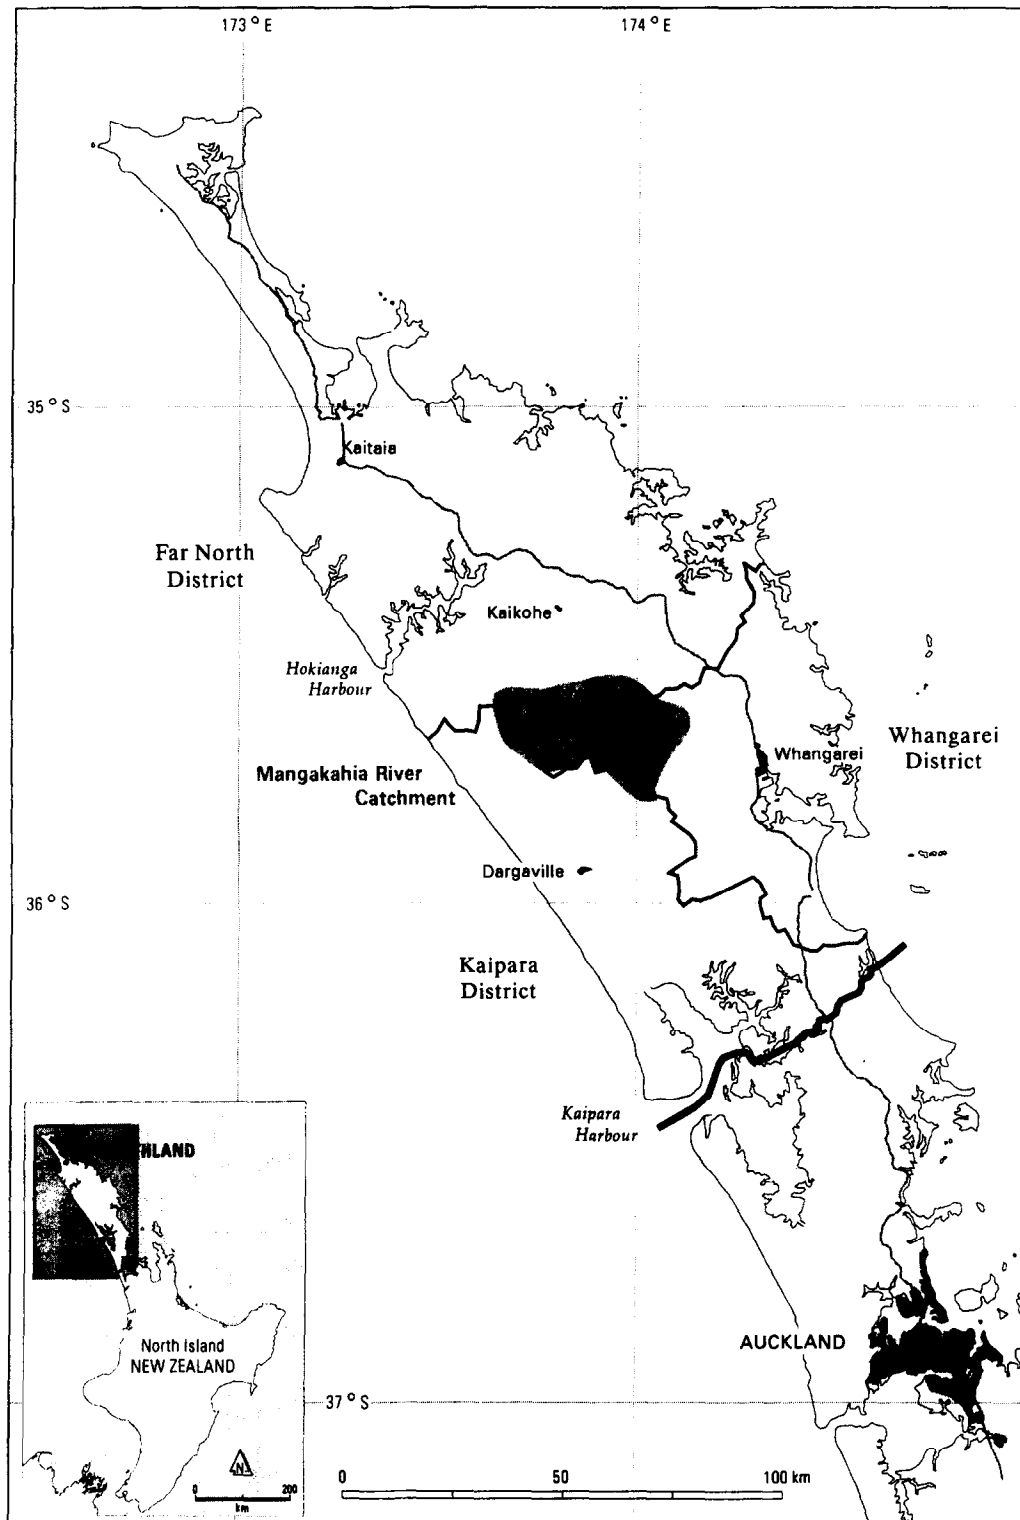 173° E
174° E
35° S
Kaitaia
Far North
District
Kaikohe
Hokianga
Harbour
Whangarei
Whangarei
District
Mangakahia River
Catchment
Dargaville
36° S
Kaipara
District
Kaipara
Harbour
HLAND
North Island
NEW ZEALAND
AUCKLAND
37° S
N
0 200
km
0 50 100 km